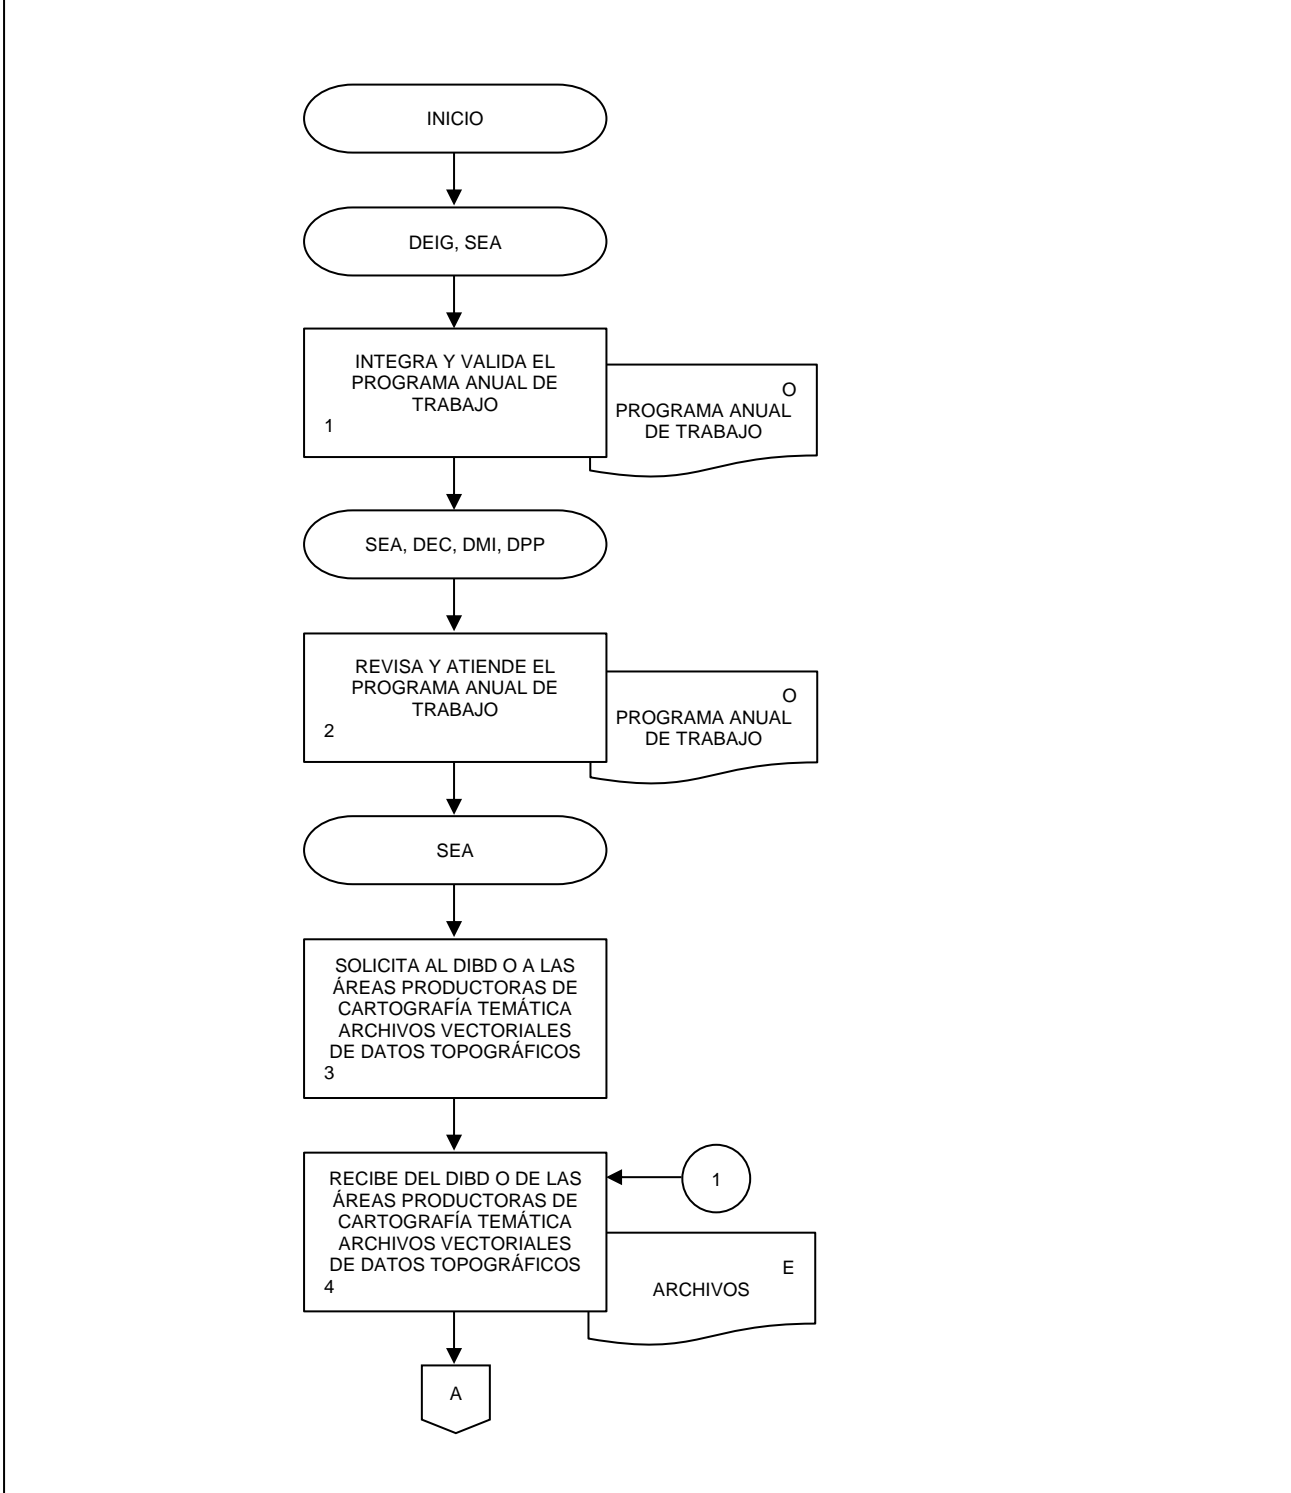 INICIO
DEIG, SEA
INTEGRA Y VALIDA EL
PROGRAMA ANUAL DE
TRABAJO
1
O
PROGRAMA ANUAL
DE TRABAJO
SEA, DEC, DMI, DPP
REVISA Y ATIENDE EL
PROGRAMA ANUAL DE
TRABAJO
2
O
PROGRAMA ANUAL
DE TRABAJO
SEA
SOLICITA AL DIBD O A LAS
ÁREAS PRODUCTORAS DE
CARTOGRAFÍA TEMÁTICA
ARCHIVOS VECTORIALES
DE DATOS TOPOGRÁFICOS
3
RECIBE DEL DIBD O DE LAS
ÁREAS PRODUCTORAS DE
CARTOGRAFÍA TEMÁTICA
ARCHIVOS VECTORIALES
DE DATOS TOPOGRÁFICOS
4
1
E
ARCHIVOS
A